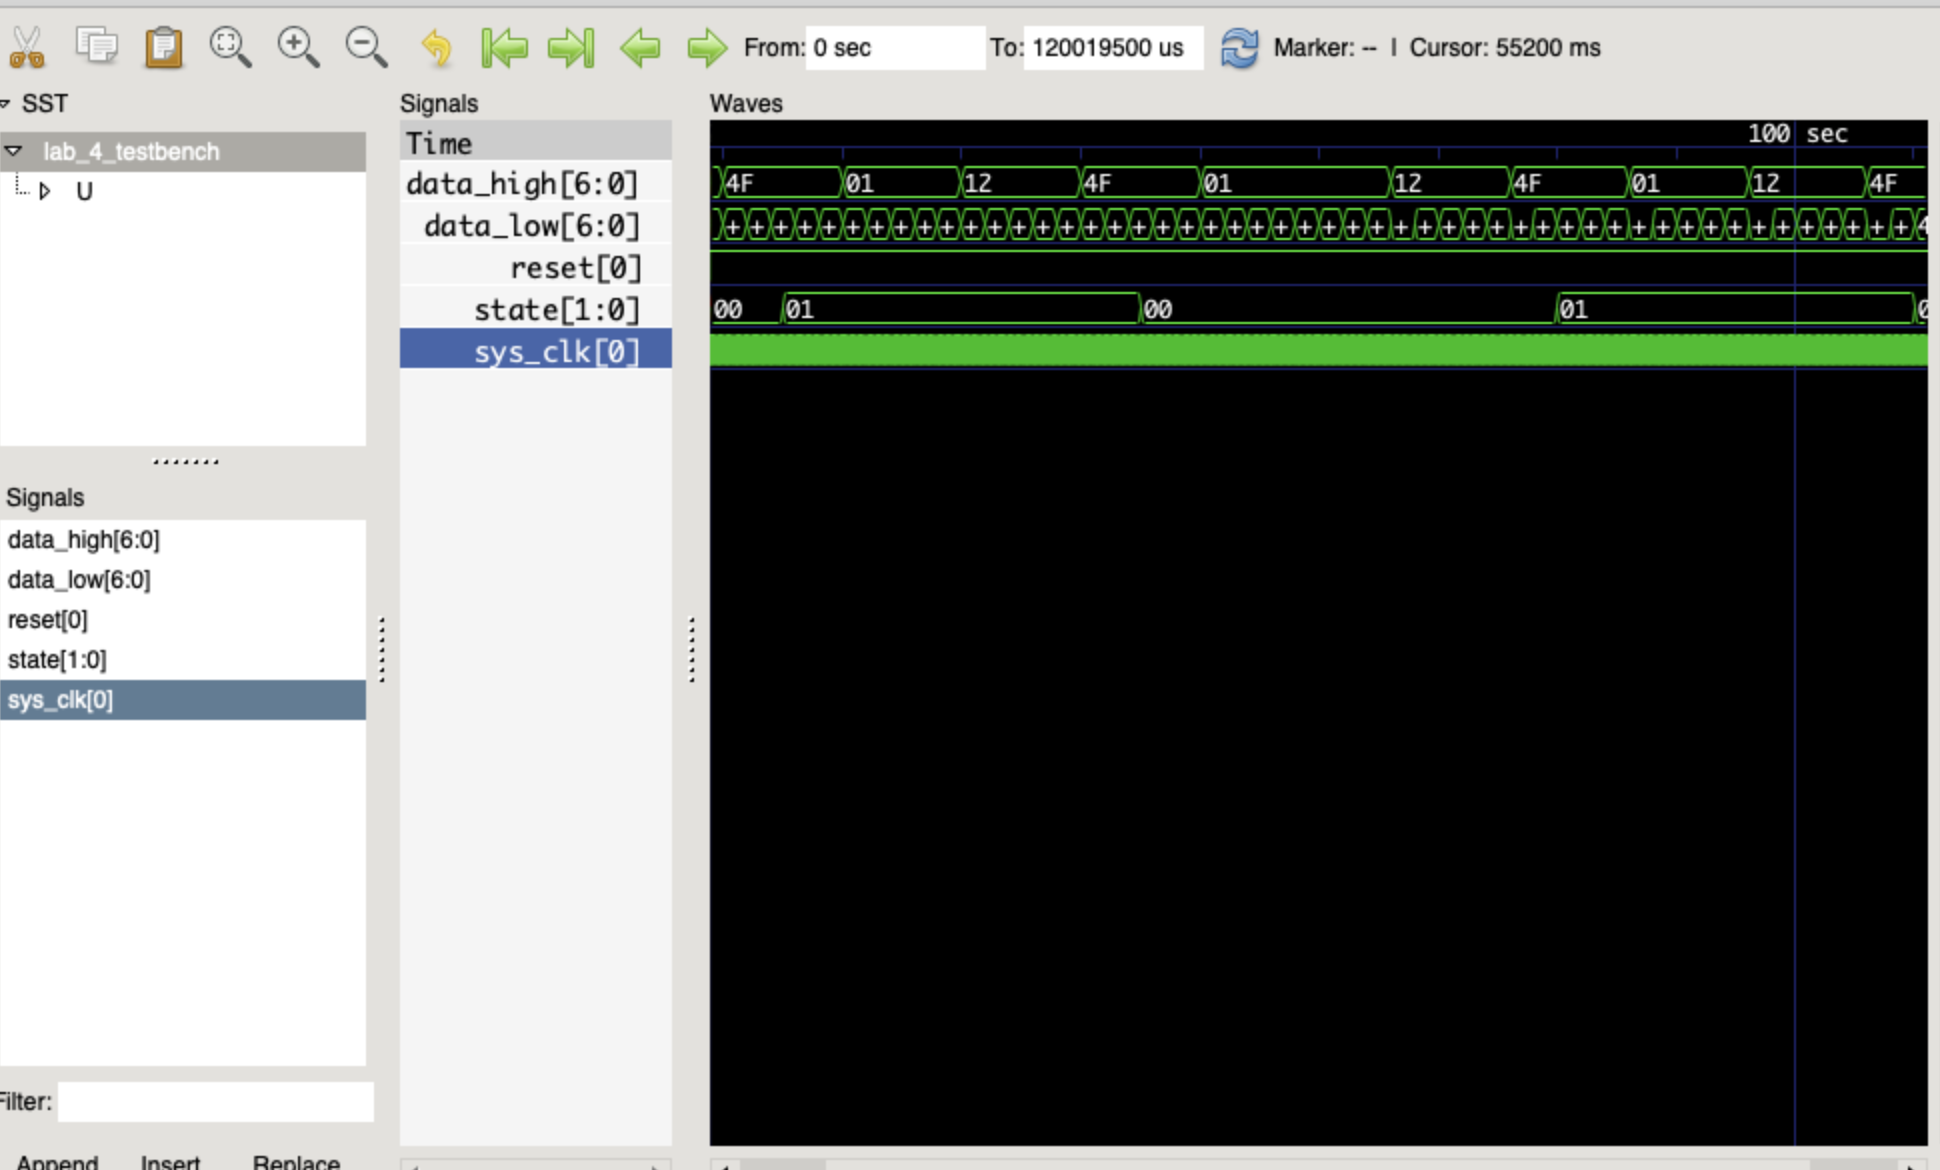 From: 0 sec To: 120019500 us Marker: -- | Cursor: 55200 ms
SST
lab_4_testbench
U
Signals
data_high[6:0]
data_low[6:0]
reset[0]
state[1:0]
sys_clk[0]
Filter:
Append Insert Replace
Signals
Time
data_high[6:0]
data_low[6:0]
reset[0]
state[1:0]
sys_clk[0]
Waves
100 sec
4F 01 12 4F 01 12 4F 01 12 4F
+ + + + + + + + + + + + + + + + + + + + + + + + + + + + + + + + + + + + + + + + + + + + + + + + + 4
00 01 00 01 0